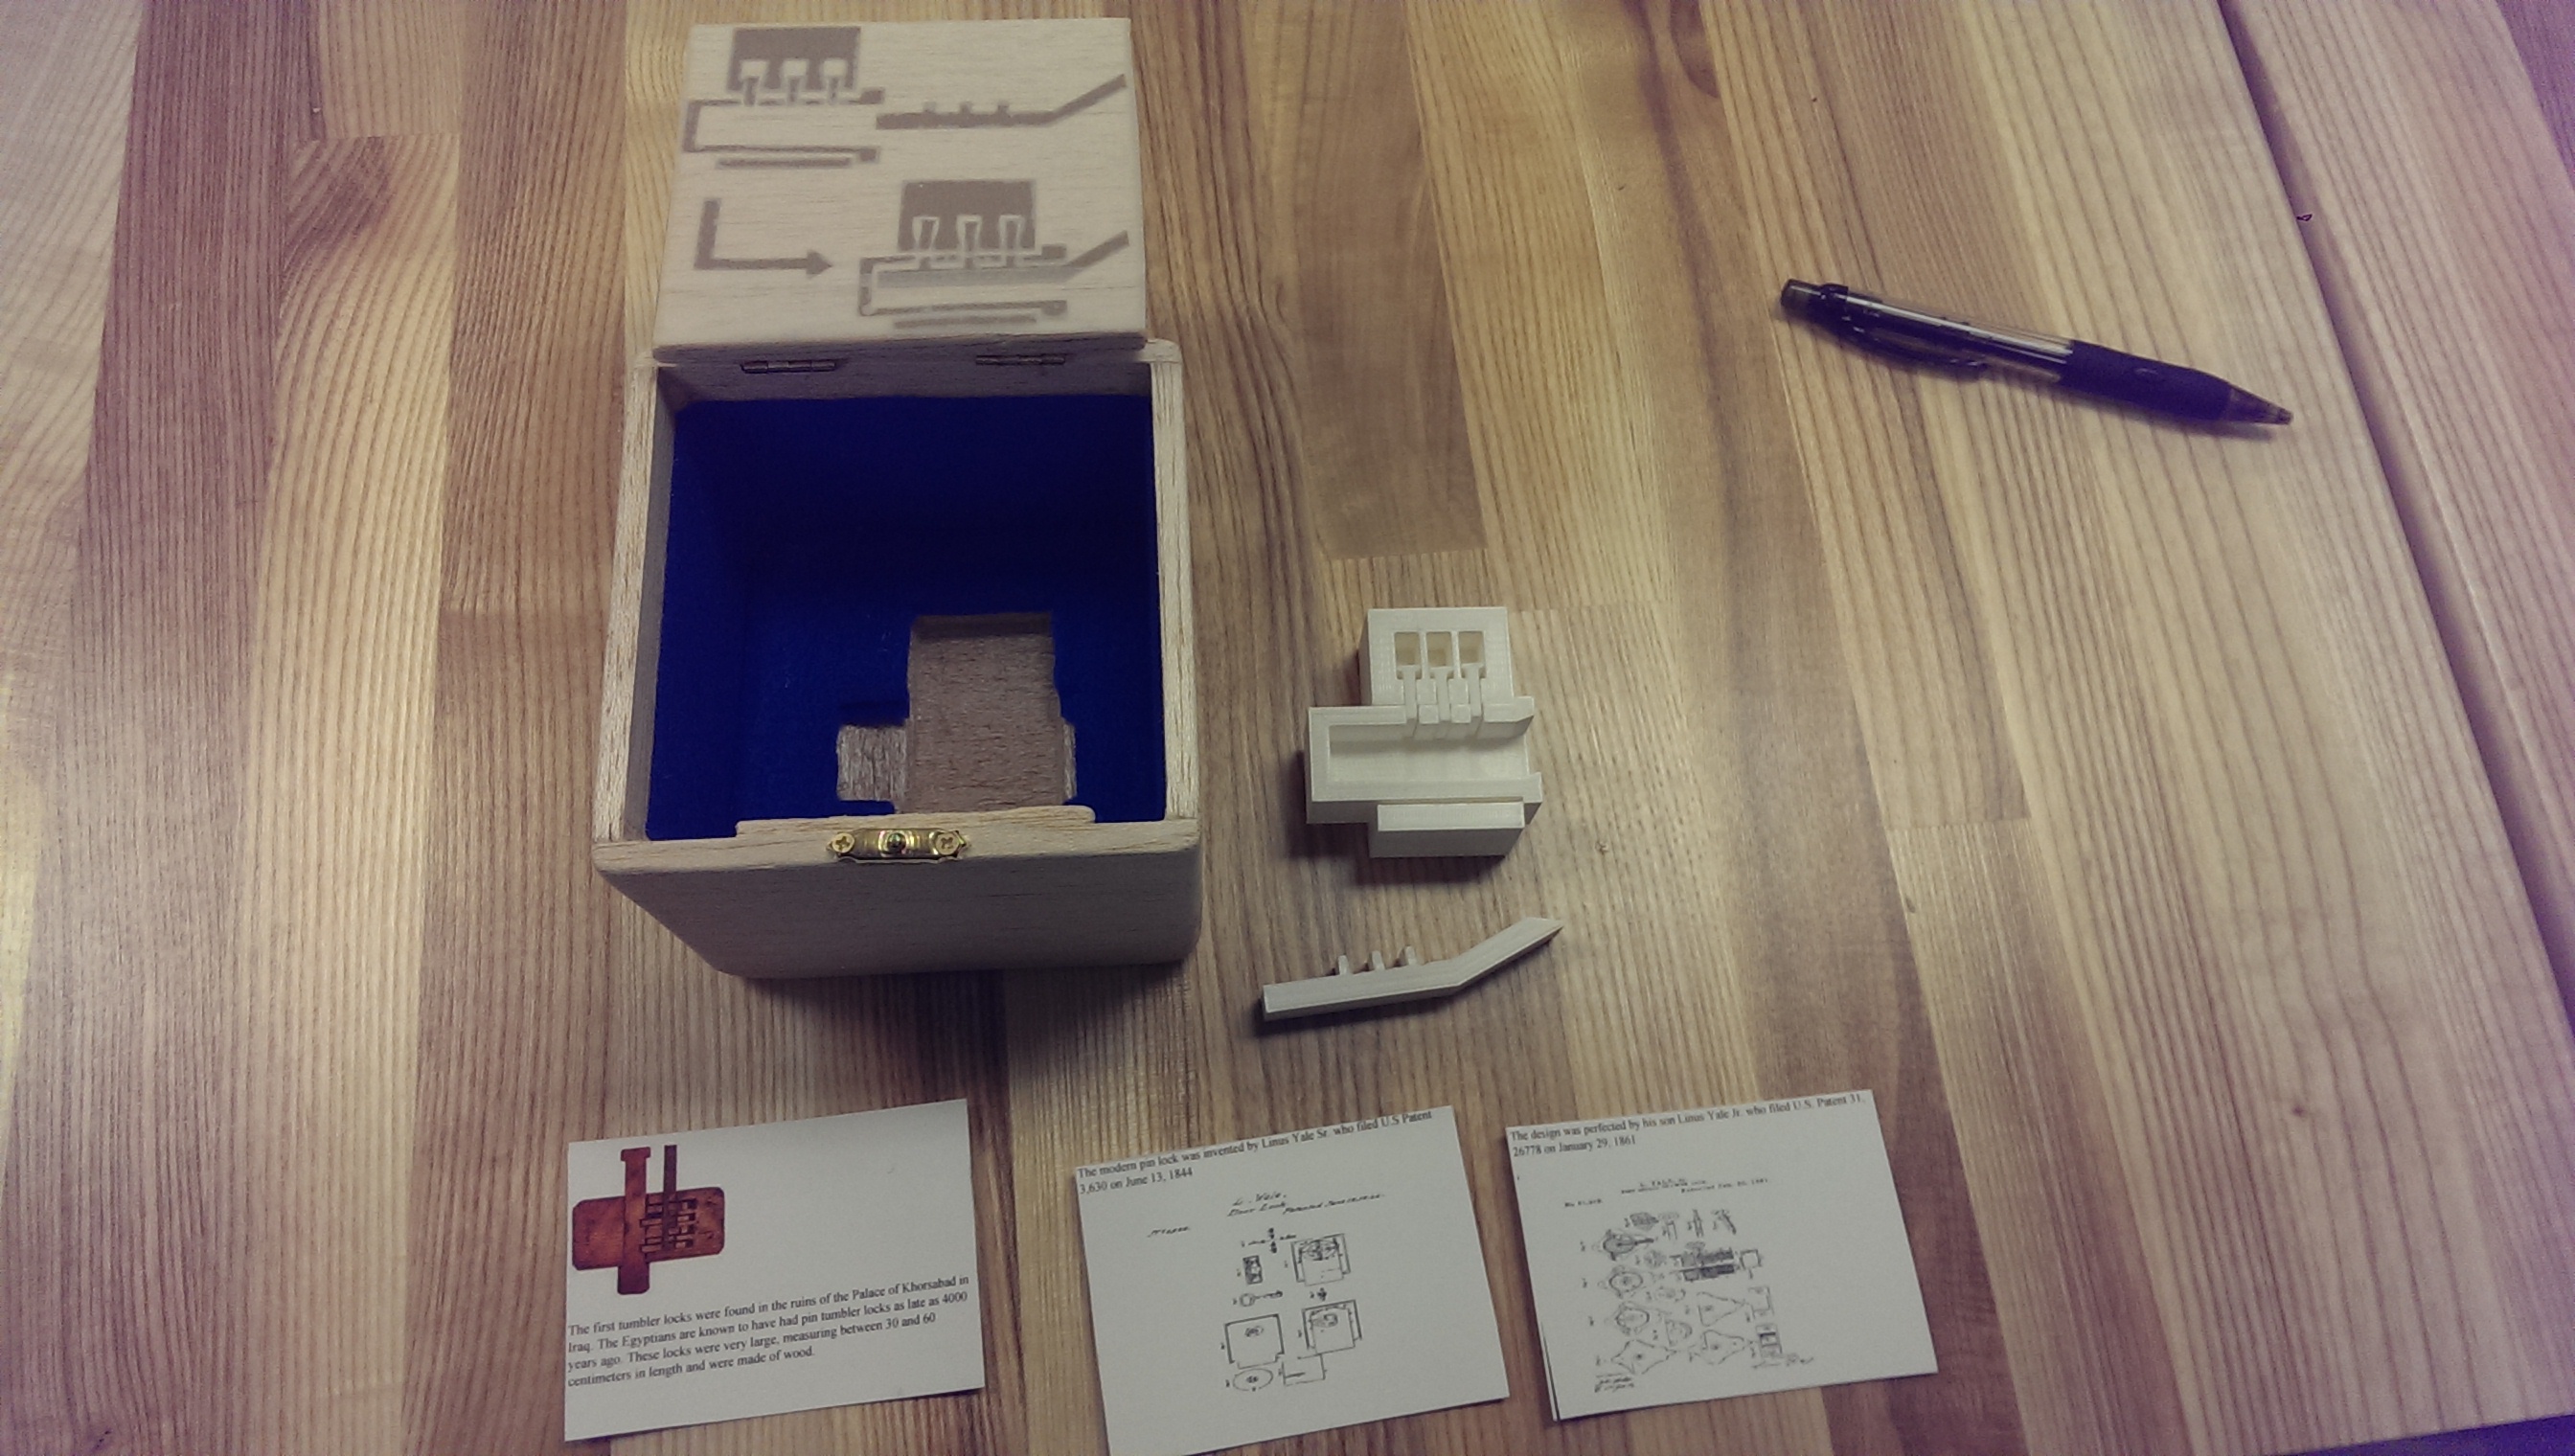 The first tumbler locks were found in the ruins of the Palace of Khorsabad in
Iraq. The Egyptians are known to have had pin tumbler locks as late as 4000
years ago. These locks were very large, measuring between 30 and 60
centimeters in length and were made of wood.
The modern pin lock was invented by Linus Yale Sr. who filed U.S Patent
3,630 on June 13, 1844
L. Yale.
Door Lock.
The design was perfected by his son Linus Yale Jr. who filed U.S. Patent 31,
26778 on January 29, 1861